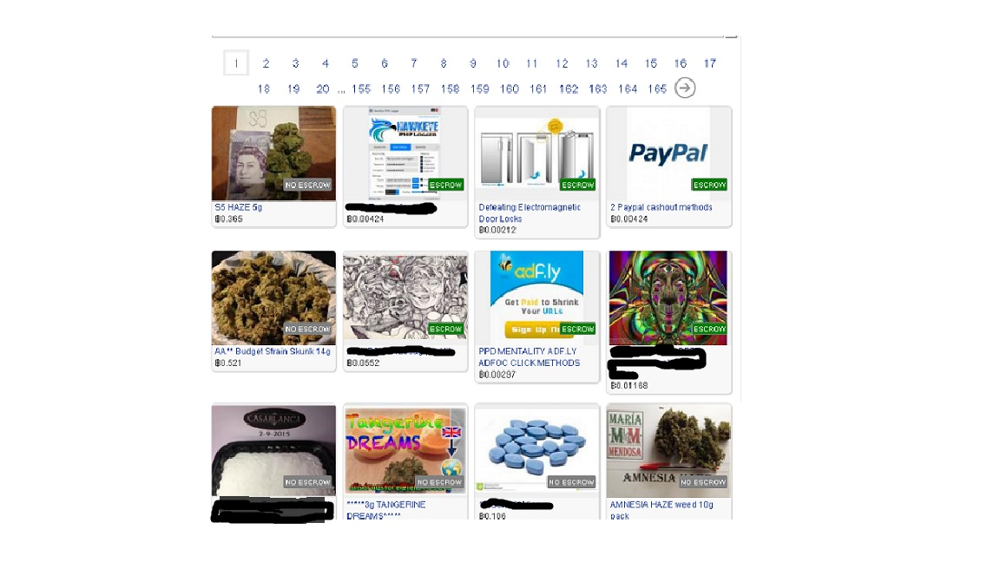 1 2 3 4 5 6 7 8 9 10 11 12 13 14 15 16 17
18 19 20 ... 155 156 157 158 159 160 161 162 163 164 165
S5
NO ESCROW
S5 HAZE 5g
฿0.365
HAWKEYE
ESCROW
฿0.00424
ESCROW
Defeating Electromagnetic
Door Locks
฿0.00212
PayPal
ESCROW
2 Paypal cashout methods
฿0.00424
NO ESCROW
AA** Budget Strain Skunk 14g
฿0.521
ESCROW
฿0.0552
adf.ly
Get Paid to Shrink
Your URLs
Sign Up
ESCROW
PPD MENTALITY ADF.LY
ADFOC CLICK METHODS
฿0.00297
ESCROW
฿0.01168
CASABLANCA
2-9-2015
NO ESCROW
Tangerine
DREAMS
NO ESCROW
*****3g TANGERINE
DREAMS*****
NO ESCROW
฿0.106
MARIA
M M
MENDOSA
AMNESIA
NO ESCROW
AMNESIA HAZE weed 10g
pack